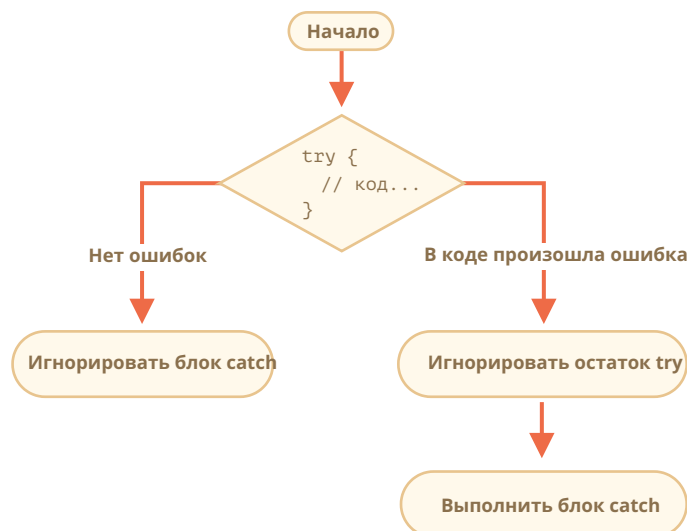 Начало
try {
// код...
}
Нет ошибок
В коде произошла ошибка
Игнорировать блок catch
Игнорировать остаток try
Выполнить блок catch